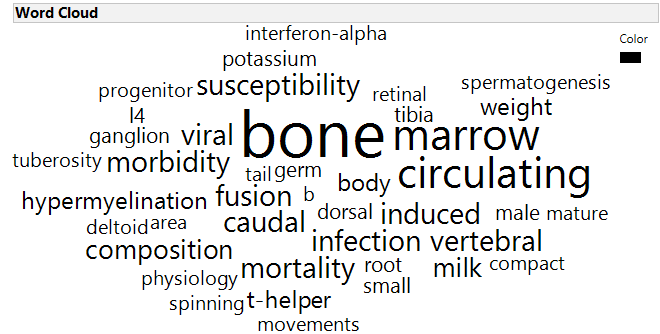 Word Cloud
interferon-alpha
Color
potassium
progenitor susceptibility retinal spermatogenesis
l4 tibia weight
ganglion viral bone marrow
tuberosity morbidity tail germ circulating
hypermyelination fusion b body
deltoid area caudal dorsal induced male mature
composition infection vertebral
physiology mortality root milk compact
spinning t-helper small
movements